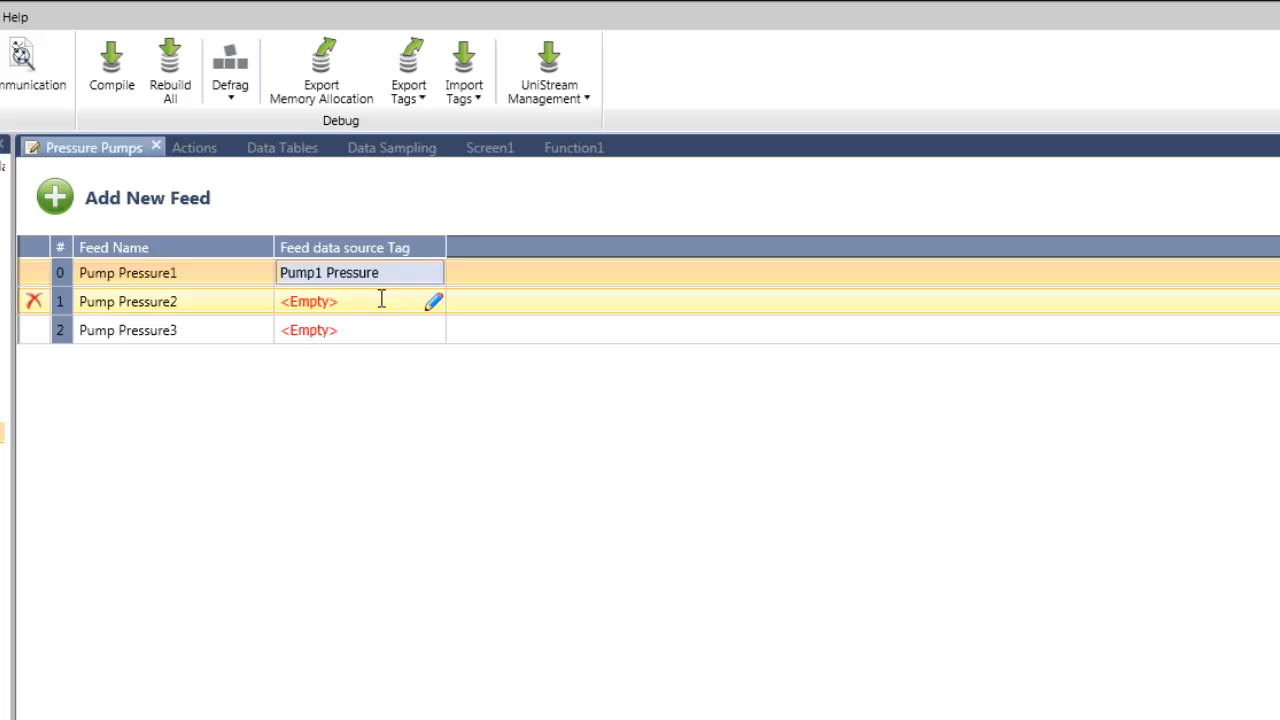 Help
Compile
Rebuild All
Defrag
Export Memory Allocation
Export Tags
Import Tags
UniStream Management
Debug
Pressure Pumps
Actions
Data Tables
Data Sampling
Screen1
Function1
Add New Feed
# Feed Name Feed data source Tag
0 Pump Pressure1 Pump1 Pressure
1 Pump Pressure2 <Empty>
2 Pump Pressure3 <Empty>